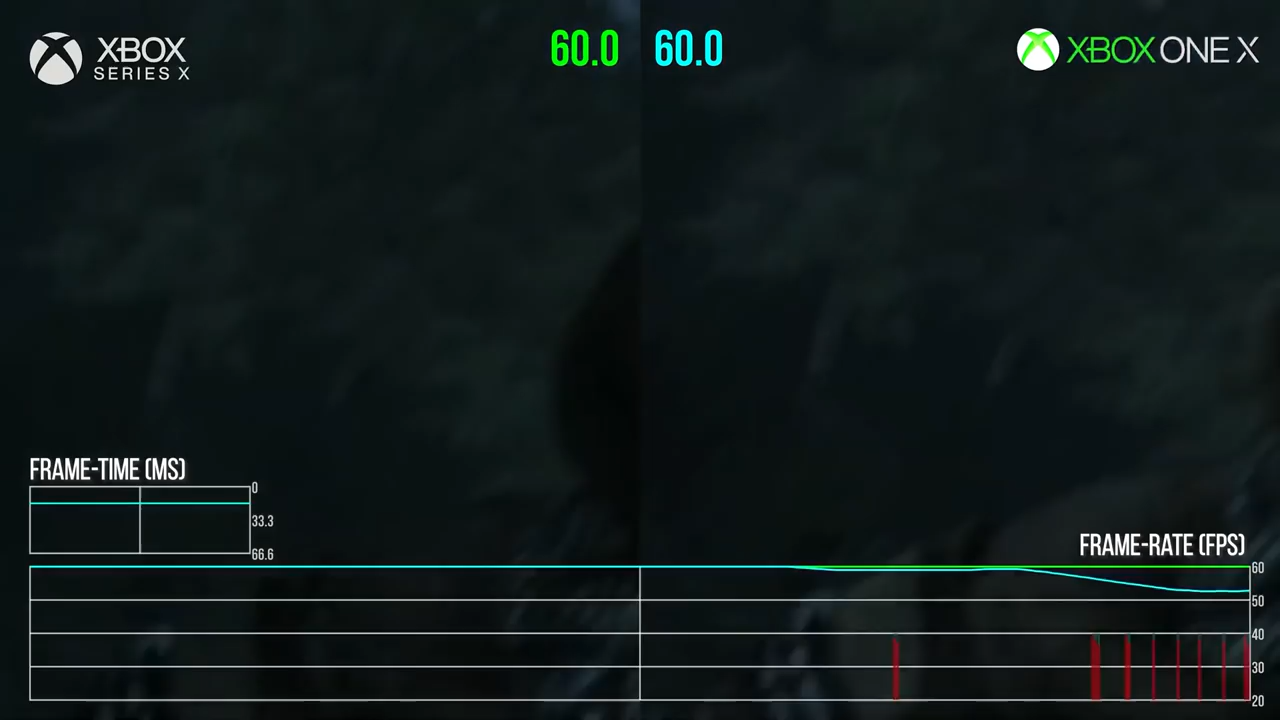 XBOX
SERIES X
60.0
60.0
XBOX ONE X
FRAME-TIME (MS)
0
33.3
66.6
FRAME-RATE (FPS)
60
50
40
30
20